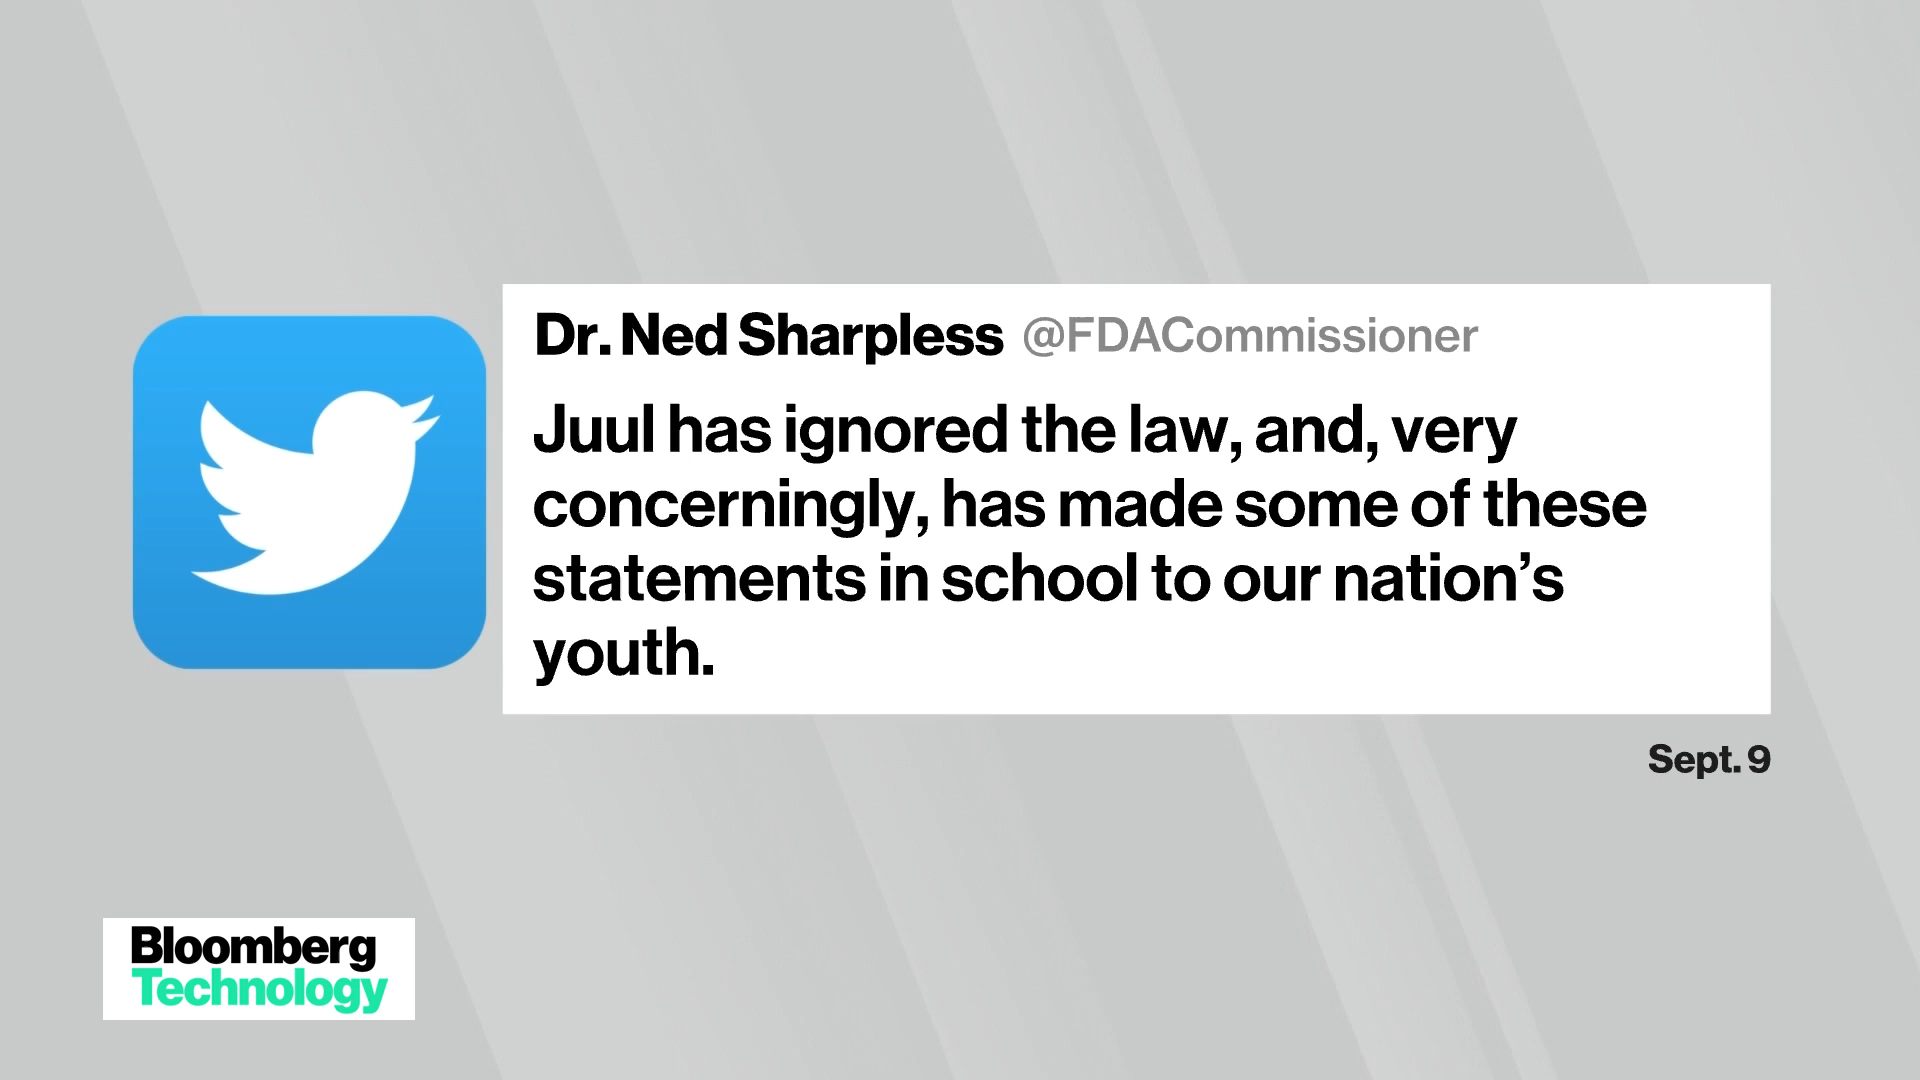 Dr. Ned Sharpless @FDACommissioner
Juul has ignored the law, and, very
concerningly, has made some of these
statements in school to our nation’s
youth.
Sept. 9
Bloomberg
Technology